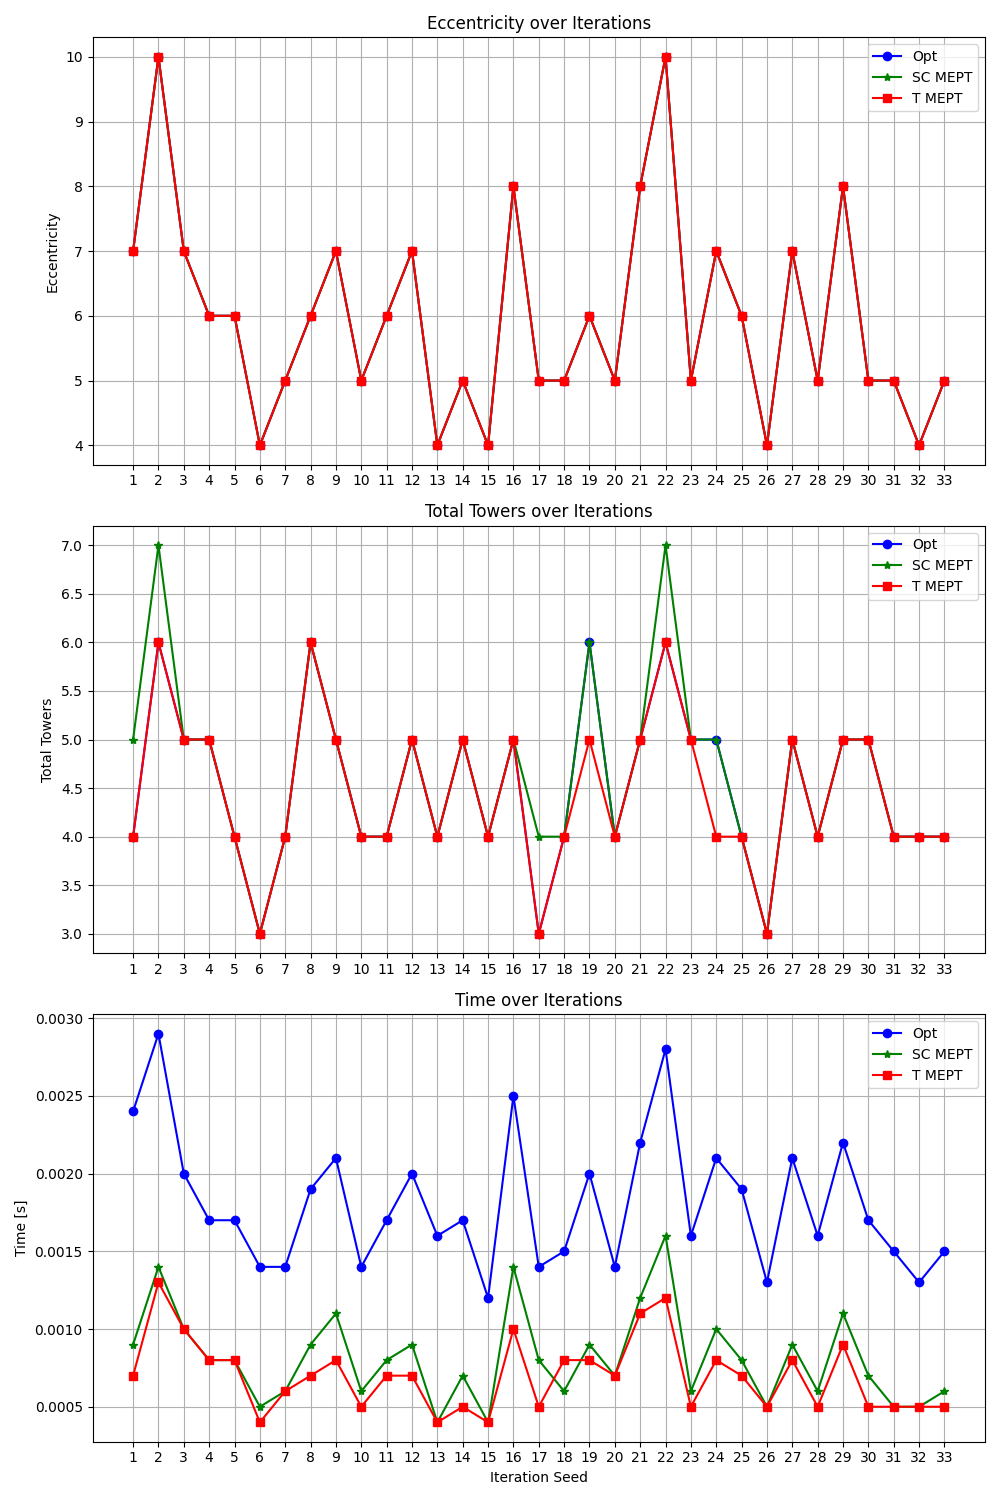 Eccentricity over Iterations
Eccentricity
10
9
8
7
6
5
4
Opt
SC MEPT
T MEPT
1 2 3 4 5 6 7 8 9 10 11 12 13 14 15 16 17 18 19 20 21 22 23 24 25 26 27 28 29 30 31 32 33
Total Towers over Iterations
Total Towers
7.0
6.5
6.0
5.5
5.0
4.5
4.0
3.5
3.0
Opt
SC MEPT
T MEPT
1 2 3 4 5 6 7 8 9 10 11 12 13 14 15 16 17 18 19 20 21 22 23 24 25 26 27 28 29 30 31 32 33
Time over Iterations
Time [s]
0.0030
0.0025
0.0020
0.0015
0.0010
0.0005
Opt
SC MEPT
T MEPT
1 2 3 4 5 6 7 8 9 10 11 12 13 14 15 16 17 18 19 20 21 22 23 24 25 26 27 28 29 30 31 32 33
Iteration Seed